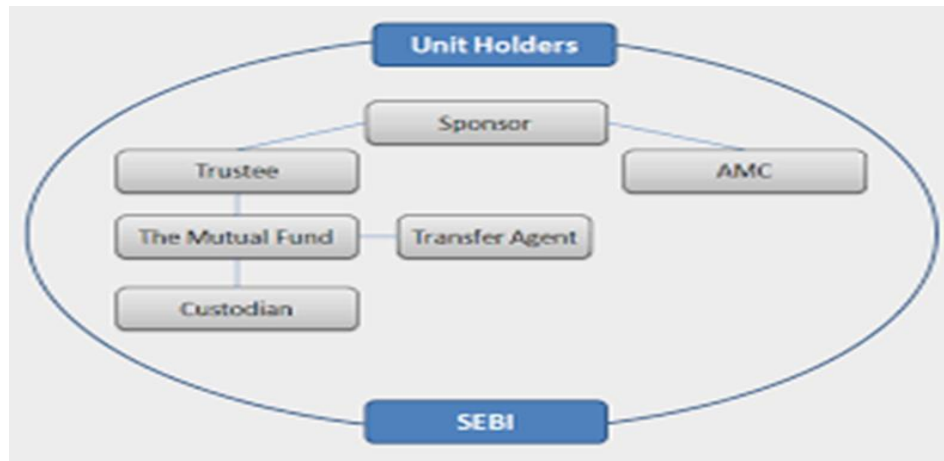 Unit Holders
Sponsor
Trustee
AMC
The Mutual Fund
Transfer Agent
Custodian
SEBI